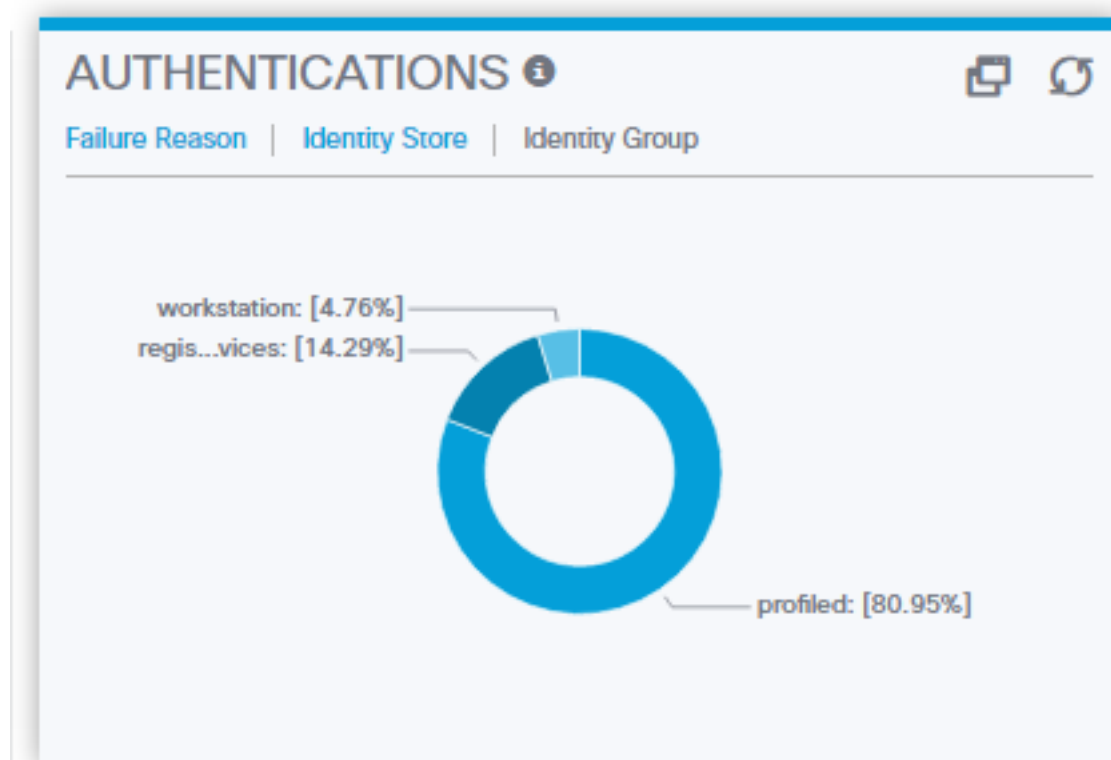 AUTHENTICATIONS
Failure Reason | Identity Store | Identity Group
workstation: [4.76%]
regis...vices: [14.29%]
profiled: [80.95%]